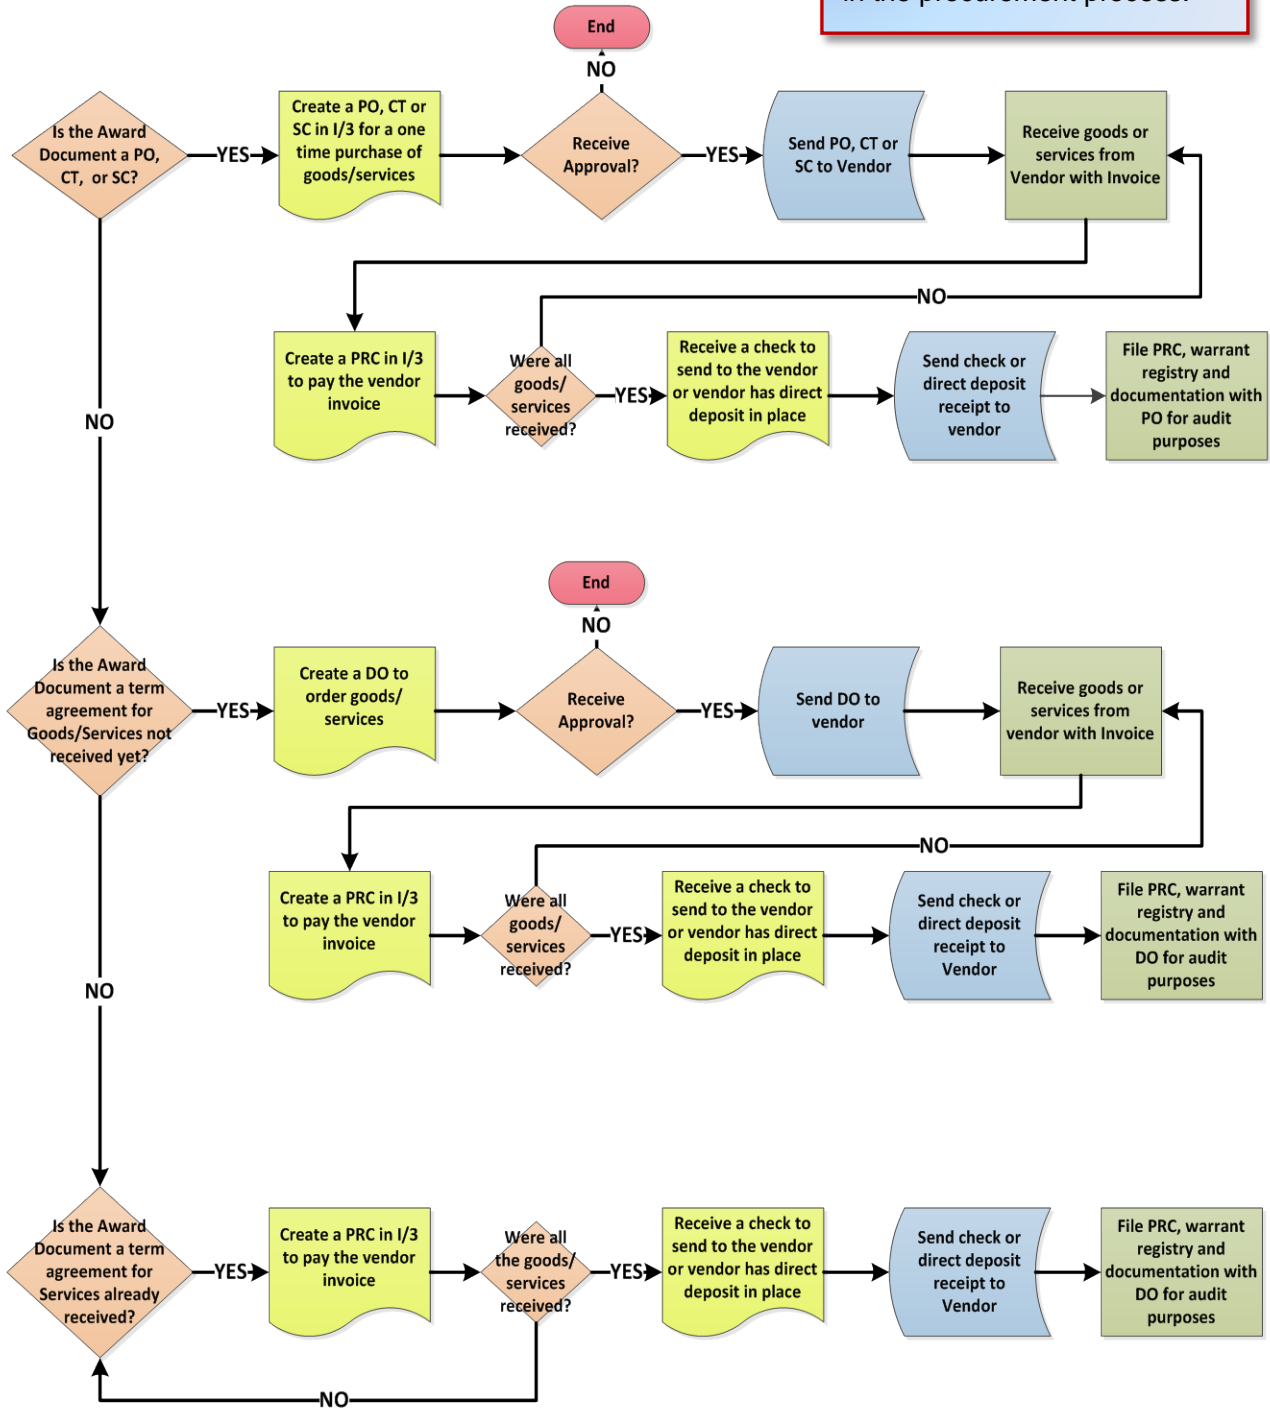 in the procurement process.
End
NO
Is the Award
Document a PO,
CT, or SC?
YES
Create a PO, CT or
SC in I/3 for a one
time purchase of
goods/services
Receive
Approval?
YES
Send PO, CT or
SC to Vendor
Receive goods or
services from
Vendor with Invoice
NO
NO
Create a PRC in I/3
to pay the vendor
invoice
Were all
goods/
services
received?
YES
Receive a check to
send to the vendor
or vendor has direct
deposit in place
Send check or
direct deposit
receipt to
vendor
File PRC, warrant
registry and
documentation with
PO for audit
purposes
End
NO
Is the Award
Document a term
agreement for
Goods/Services not
received yet?
YES
Create a DO to
order goods/
services
Receive
Approval?
YES
Send DO to
vendor
Receive goods or
services from
vendor with Invoice
NO
NO
Create a PRC in I/3
to pay the vendor
invoice
Were all
goods/
services
received?
YES
Receive a check to
send to the vendor
or vendor has direct
deposit in place
Send check or
direct deposit
receipt to
Vendor
File PRC, warrant
registry and
documentation with
DO for audit
purposes
Is the Award
Document a term
agreement for
Services already
received?
YES
Create a PRC in I/3
to pay the vendor
invoice
Were all
the goods/
services
received?
YES
Receive a check to
send to the vendor
or vendor has direct
deposit in place
Send check or
direct deposit
receipt to
Vendor
File PRC, warrant
registry and
documentation with
DO for audit
purposes
NO